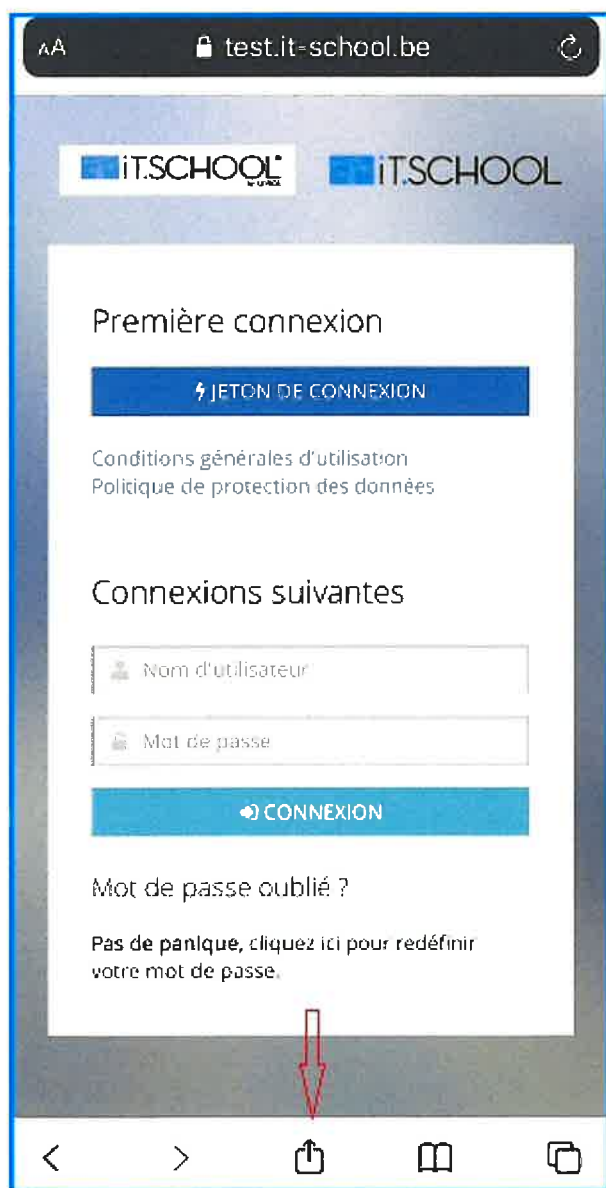 AA test.it-school.be
iT.SCHOOL iT.SCHOOL
Première connexion
JETON DE CONNEXION
Conditions générales d'utilisation
Politique de protection des données
Connexions suivantes
Nom d'utilisateur
Mot de passe
CONNEXION
Mot de passe oublié ?
Pas de panique, cliquez ici pour redéfinir
votre mot de passe.